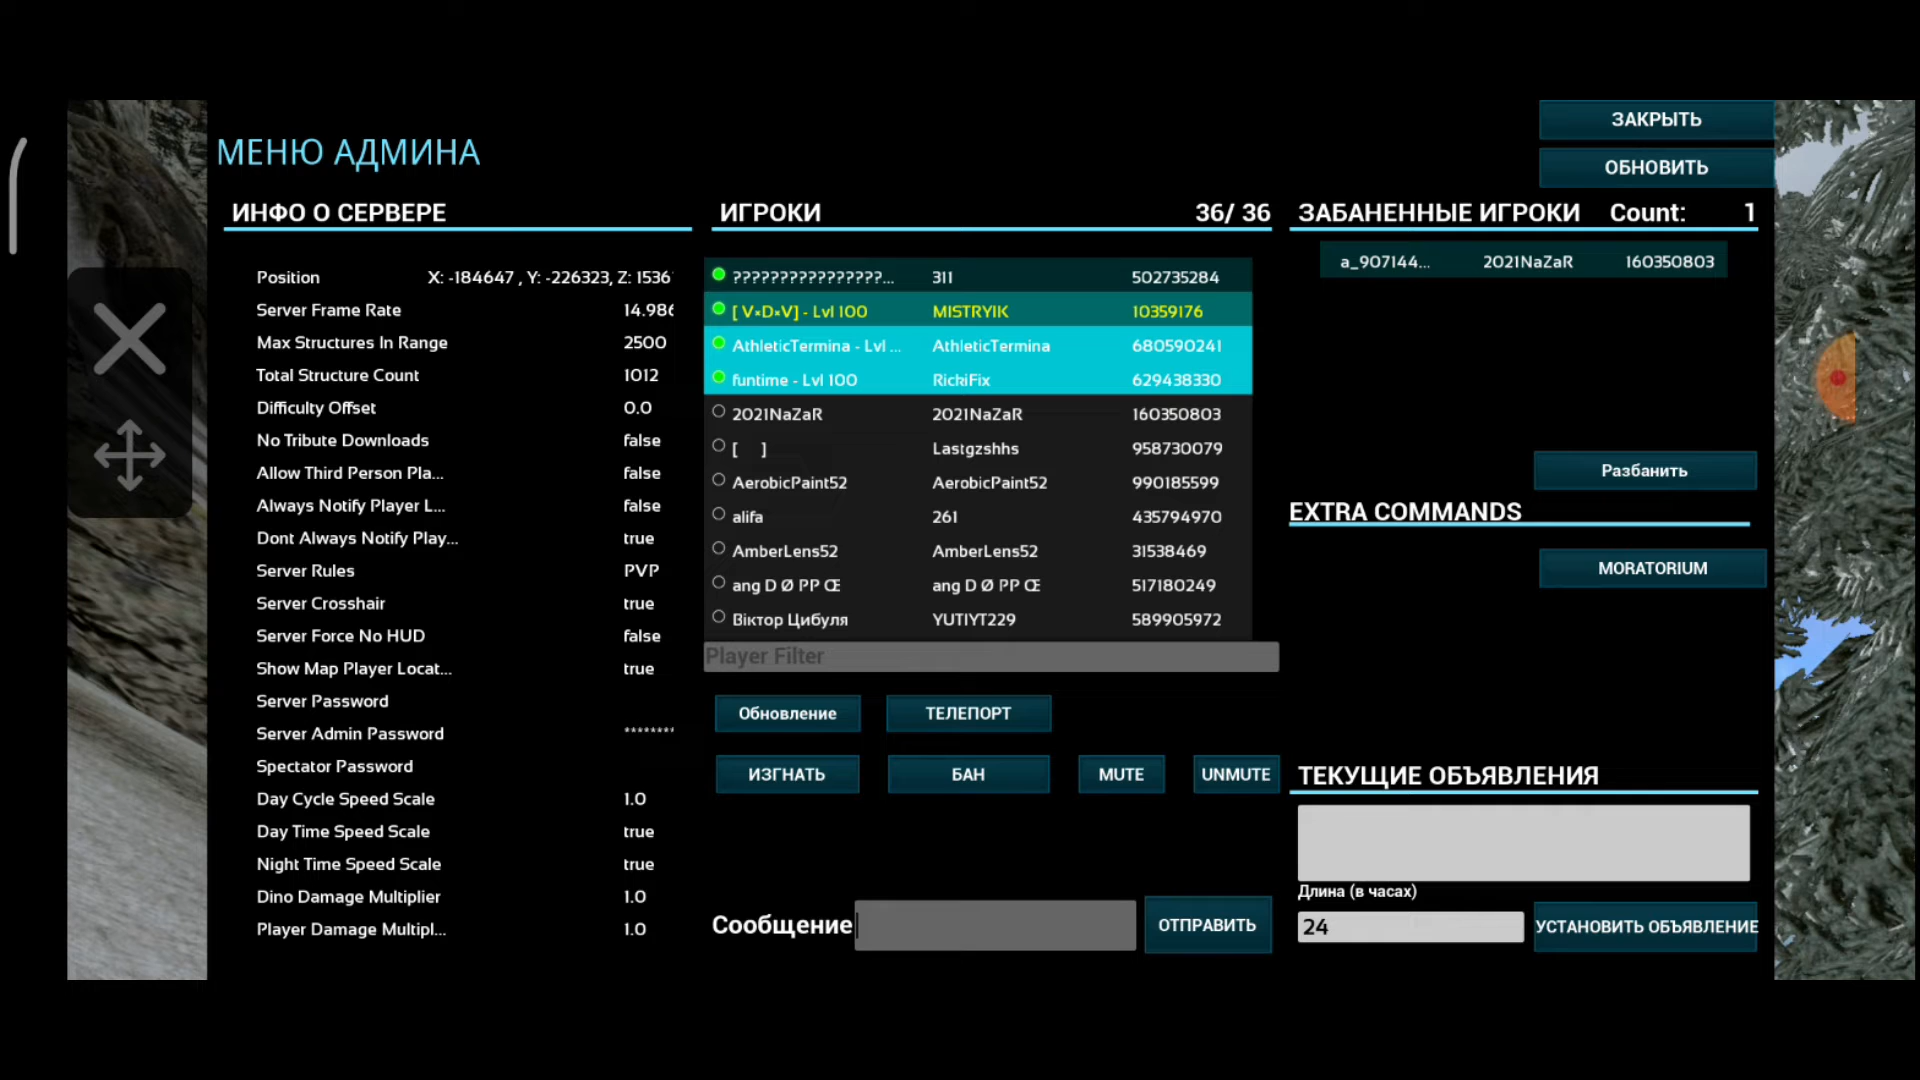 ЗАКРЫТЬ
МЕНЮ АДМИНА
ОБНОВИТЬ
ИНФО О СЕРВЕРЕ
Position X: -184647 , Y: -226323, Z: 1536
Server Frame Rate 14.986
Max Structures In Range 2500
Total Structure Count 1012
Difficulty Offset 0.0
No Tribute Downloads false
Allow Third Person Pla... false
Always Notify Player L... false
Dont Always Notify Play... true
Server Rules PVP
Server Crosshair true
Server Force No HUD false
Show Map Player Locat... true
Server Password
Server Admin Password ********
Spectator Password
Day Cycle Speed Scale 1.0
Day Time Speed Scale true
Night Time Speed Scale true
Dino Damage Multiplier 1.0
Player Damage Multipl... 1.0
ИГРОКИ 36/ 36
????????????????... 311 502735284
[ V×D×V] - Lvl 100 MISTRYIK 10359176
AthleticTermina - Lvl ... AthleticTermina 680590241
funtime - Lvl 100 RickiFix 629438330
2021NaZaR 2021NaZaR 160350803
[ ] Lastgzshhs 958730079
AerobicPaint52 AerobicPaint52 990185599
alifa 261 435794970
AmberLens52 AmberLens52 31538469
ang D Ø PP Œ ang D Ø PP Œ 517180249
Віктор Цибуля YUTIYT229 589905972
Player Filter
Обновление ТЕЛЕПОРТ
ИЗГНАТЬ БАН MUTE UNMUTE
Сообщение ОТПРАВИТЬ
ЗАБАНЕННЫЕ ИГРОКИ Count: 1
a_907144... 2021NaZaR 160350803
Разбанить
EXTRA COMMANDS
MORATORIUM
ТЕКУЩИЕ ОБЪЯВЛЕНИЯ
Длина (в часах)
24 УСТАНОВИТЬ ОБЪЯВЛЕНИЕ